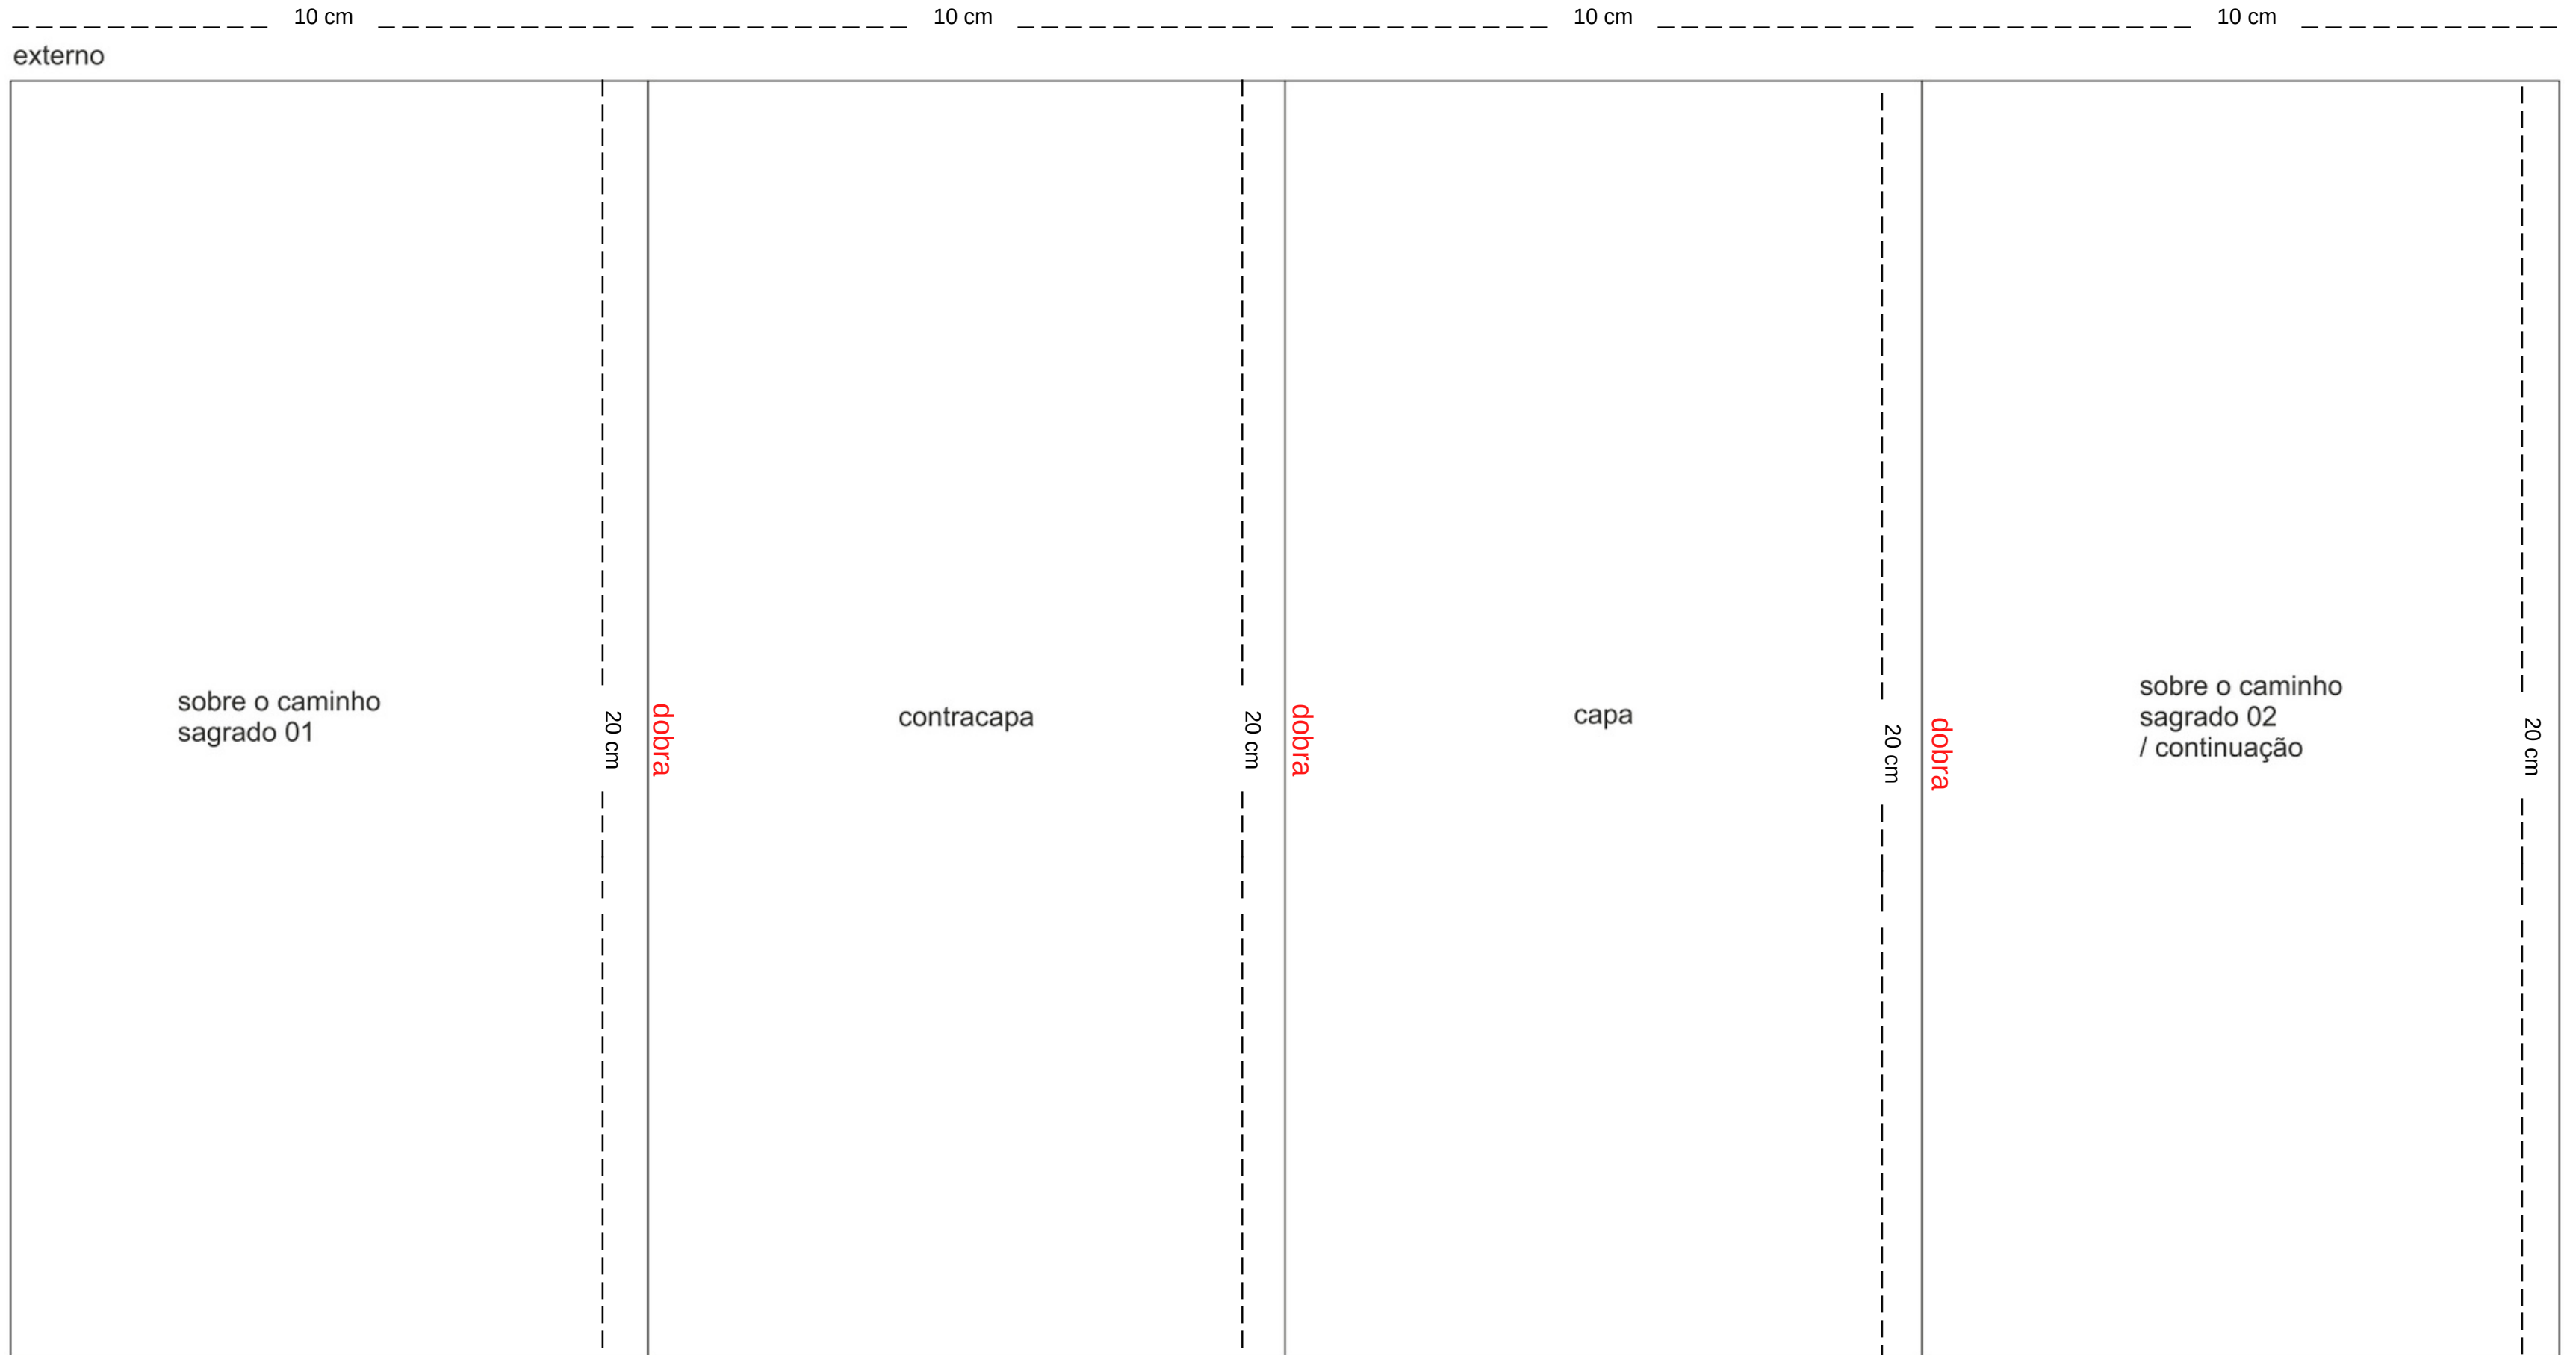 10 cm
10 cm
10 cm
10 cm
externo
sobre o caminho
sagrado 01
20 cm
dobra
contracapa
20 cm
dobra
capa
20 cm
dobra
sobre o caminho
sagrado 02
/ continuação
20 cm